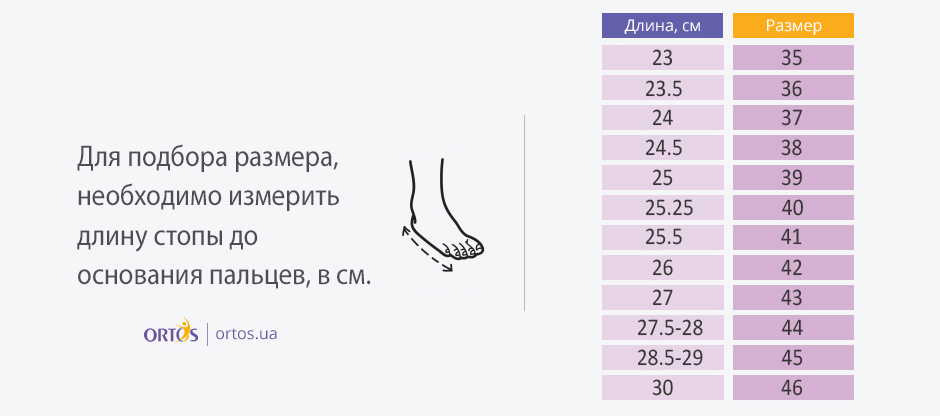 Для подбора размера,
необходимо измерить
длину стопы до
основания пальцев, в см.
ORTOS | ortos.ua
Длина, см Размер
23 35
23.5 36
24 37
24.5 38
25 39
25.25 40
25.5 41
26 42
27 43
27.5-28 44
28.5-29 45
30 46